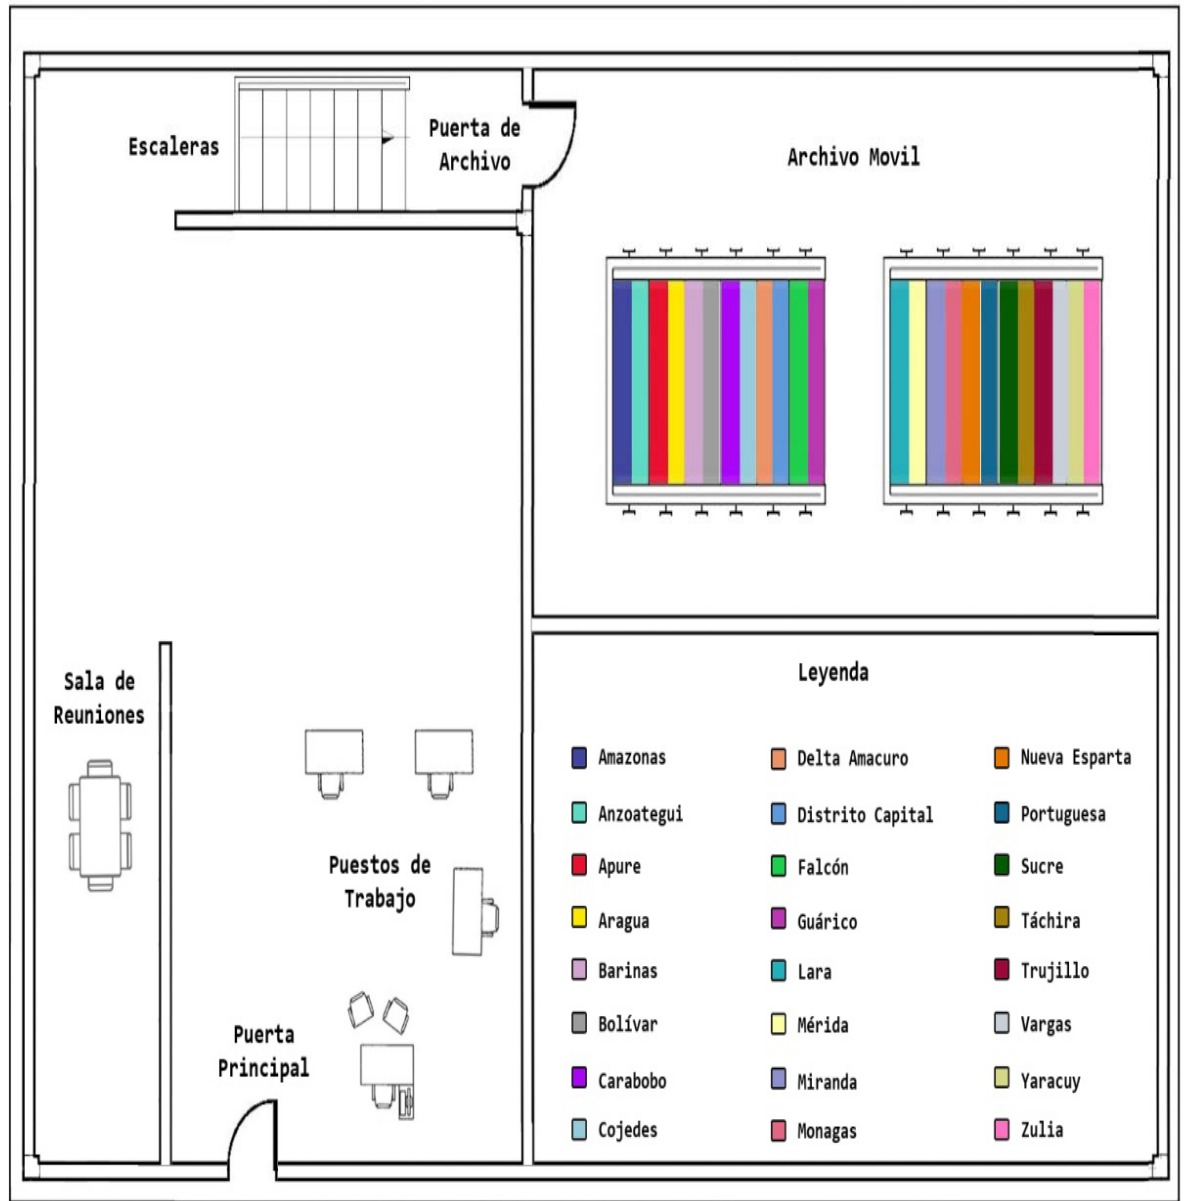 Escaleras
Puerta de
Archivo
Archivo Movil
Sala de
Reuniones
Puestos de
Trabajo
Puerta
Principal
Leyenda
Amazonas
Anzoategui
Apure
Aragua
Barinas
Bolívar
Carabobo
Cojedes
Delta Amacuro
Distrito Capital
Falcón
Guárico
Lara
Mérida
Miranda
Monagas
Nueva Esparta
Portuguesa
Sucre
Táchira
Trujillo
Vargas
Yaracuy
Zulia